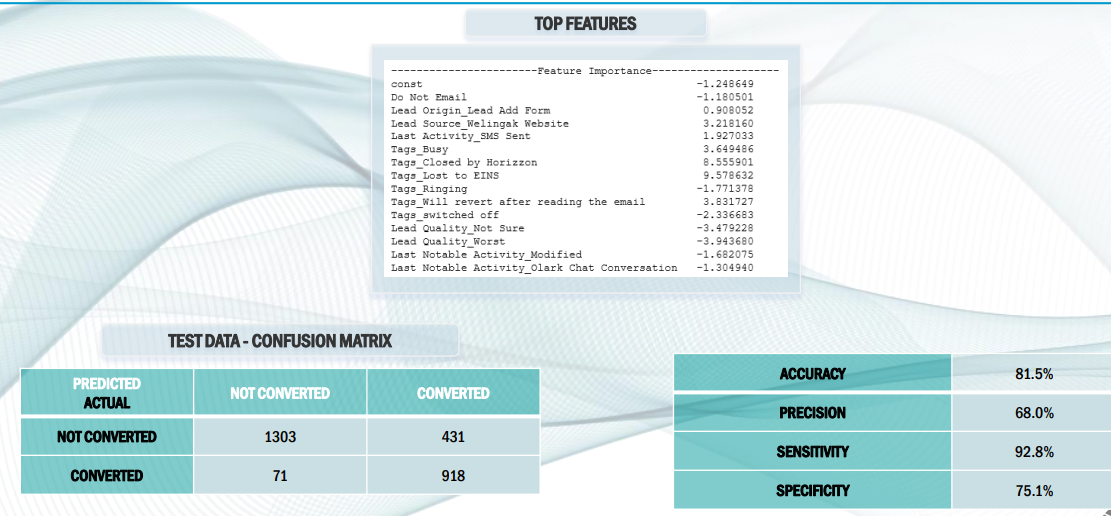 TOP FEATURES
-----------------------Feature Importance--------------------
const -1.248649
Do Not Email -1.180501
Lead Origin_Lead Add Form 0.908052
Lead Source_Welingak Website 3.218160
Last Activity_SMS Sent 1.927033
Tags_Busy 3.649486
Tags_Closed by Horizzon 8.555901
Tags_Lost to EINS 9.578632
Tags_Ringing -1.771378
Tags_Will revert after reading the email 3.831727
Tags_switched off -2.336683
Lead Quality_Not Sure -3.479228
Lead Quality_Worst -3.943680
Last Notable Activity_Modified -1.682075
Last Notable Activity_Olark Chat Conversation -1.304940
TEST DATA - CONFUSION MATRIX
PREDICTED
ACTUAL
NOT CONVERTED CONVERTED
NOT CONVERTED 1303 431
CONVERTED 71 918
ACCURACY 81.5%
PRECISION 68.0%
SENSITIVITY 92.8%
SPECIFICITY 75.1%